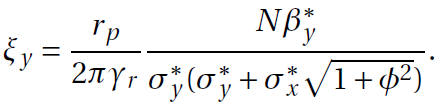 ξ_y = \frac{r_p}{2πγ_r} \frac{Nβ_y^*}{σ_y^*(σ_y^* + σ_x^*\sqrt{1+ϕ^2})}.